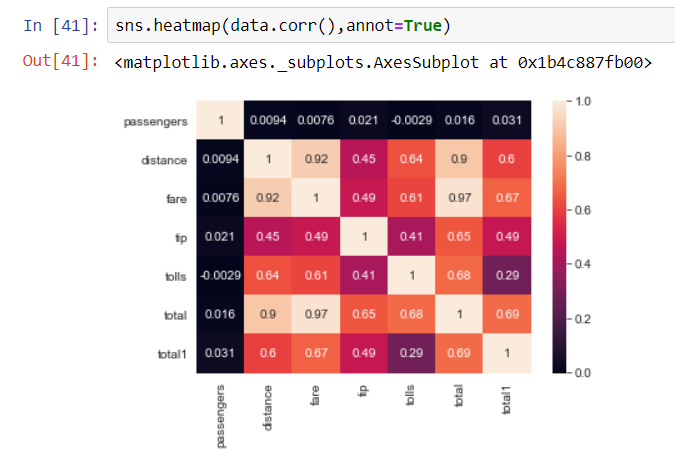 In [41]: sns.heatmap(data.corr(),annot=True)
Out[41]: <matplotlib.axes._subplots.AxesSubplot at 0x1b4c887fb00>
1.0
passengers 1 0.0094 0.0076 0.021 -0.0029 0.016 0.031
distance 0.0094 1 0.92 0.45 0.64 0.9 0.6
0.8
fare 0.0076 0.92 1 0.49 0.61 0.97 0.67
0.6
tip 0.021 0.45 0.49 1 0.41 0.65 0.49
tolls -0.0029 0.64 0.61 0.41 1 0.68 0.29
0.4
total 0.016 0.9 0.97 0.65 0.68 1 0.69
0.2
total1 0.031 0.6 0.67 0.49 0.29 0.69 1
0.0
passengers
distance
fare
tip
tolls
total
total1